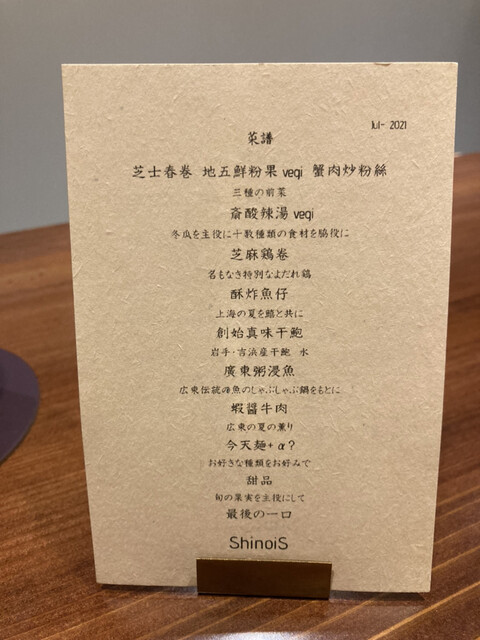 Jul- 2021
菜譜
芝士春巻 地五鮮粉果 vegi 蟹肉炒粉絲
三種の前菜
斎酸辣湯 vegi
冬瓜を主役に十数種類の食材を脇役に
芝麻鶏巻
名もなき特別なよだれ鶏
酥炸魚仔
上海の夏を鮎と共に
創始真味干鮑
岩手・吉浜産干鮑 水
廣東粥浸魚
広東伝統の魚のしゃぶしゃぶ鍋をもとに
蝦醤牛肉
広東の夏の薫り
今天麺+ α?
お好きな種類をお好みで
甜品
旬の果実を主役にして
最後の一口
ShinoiS